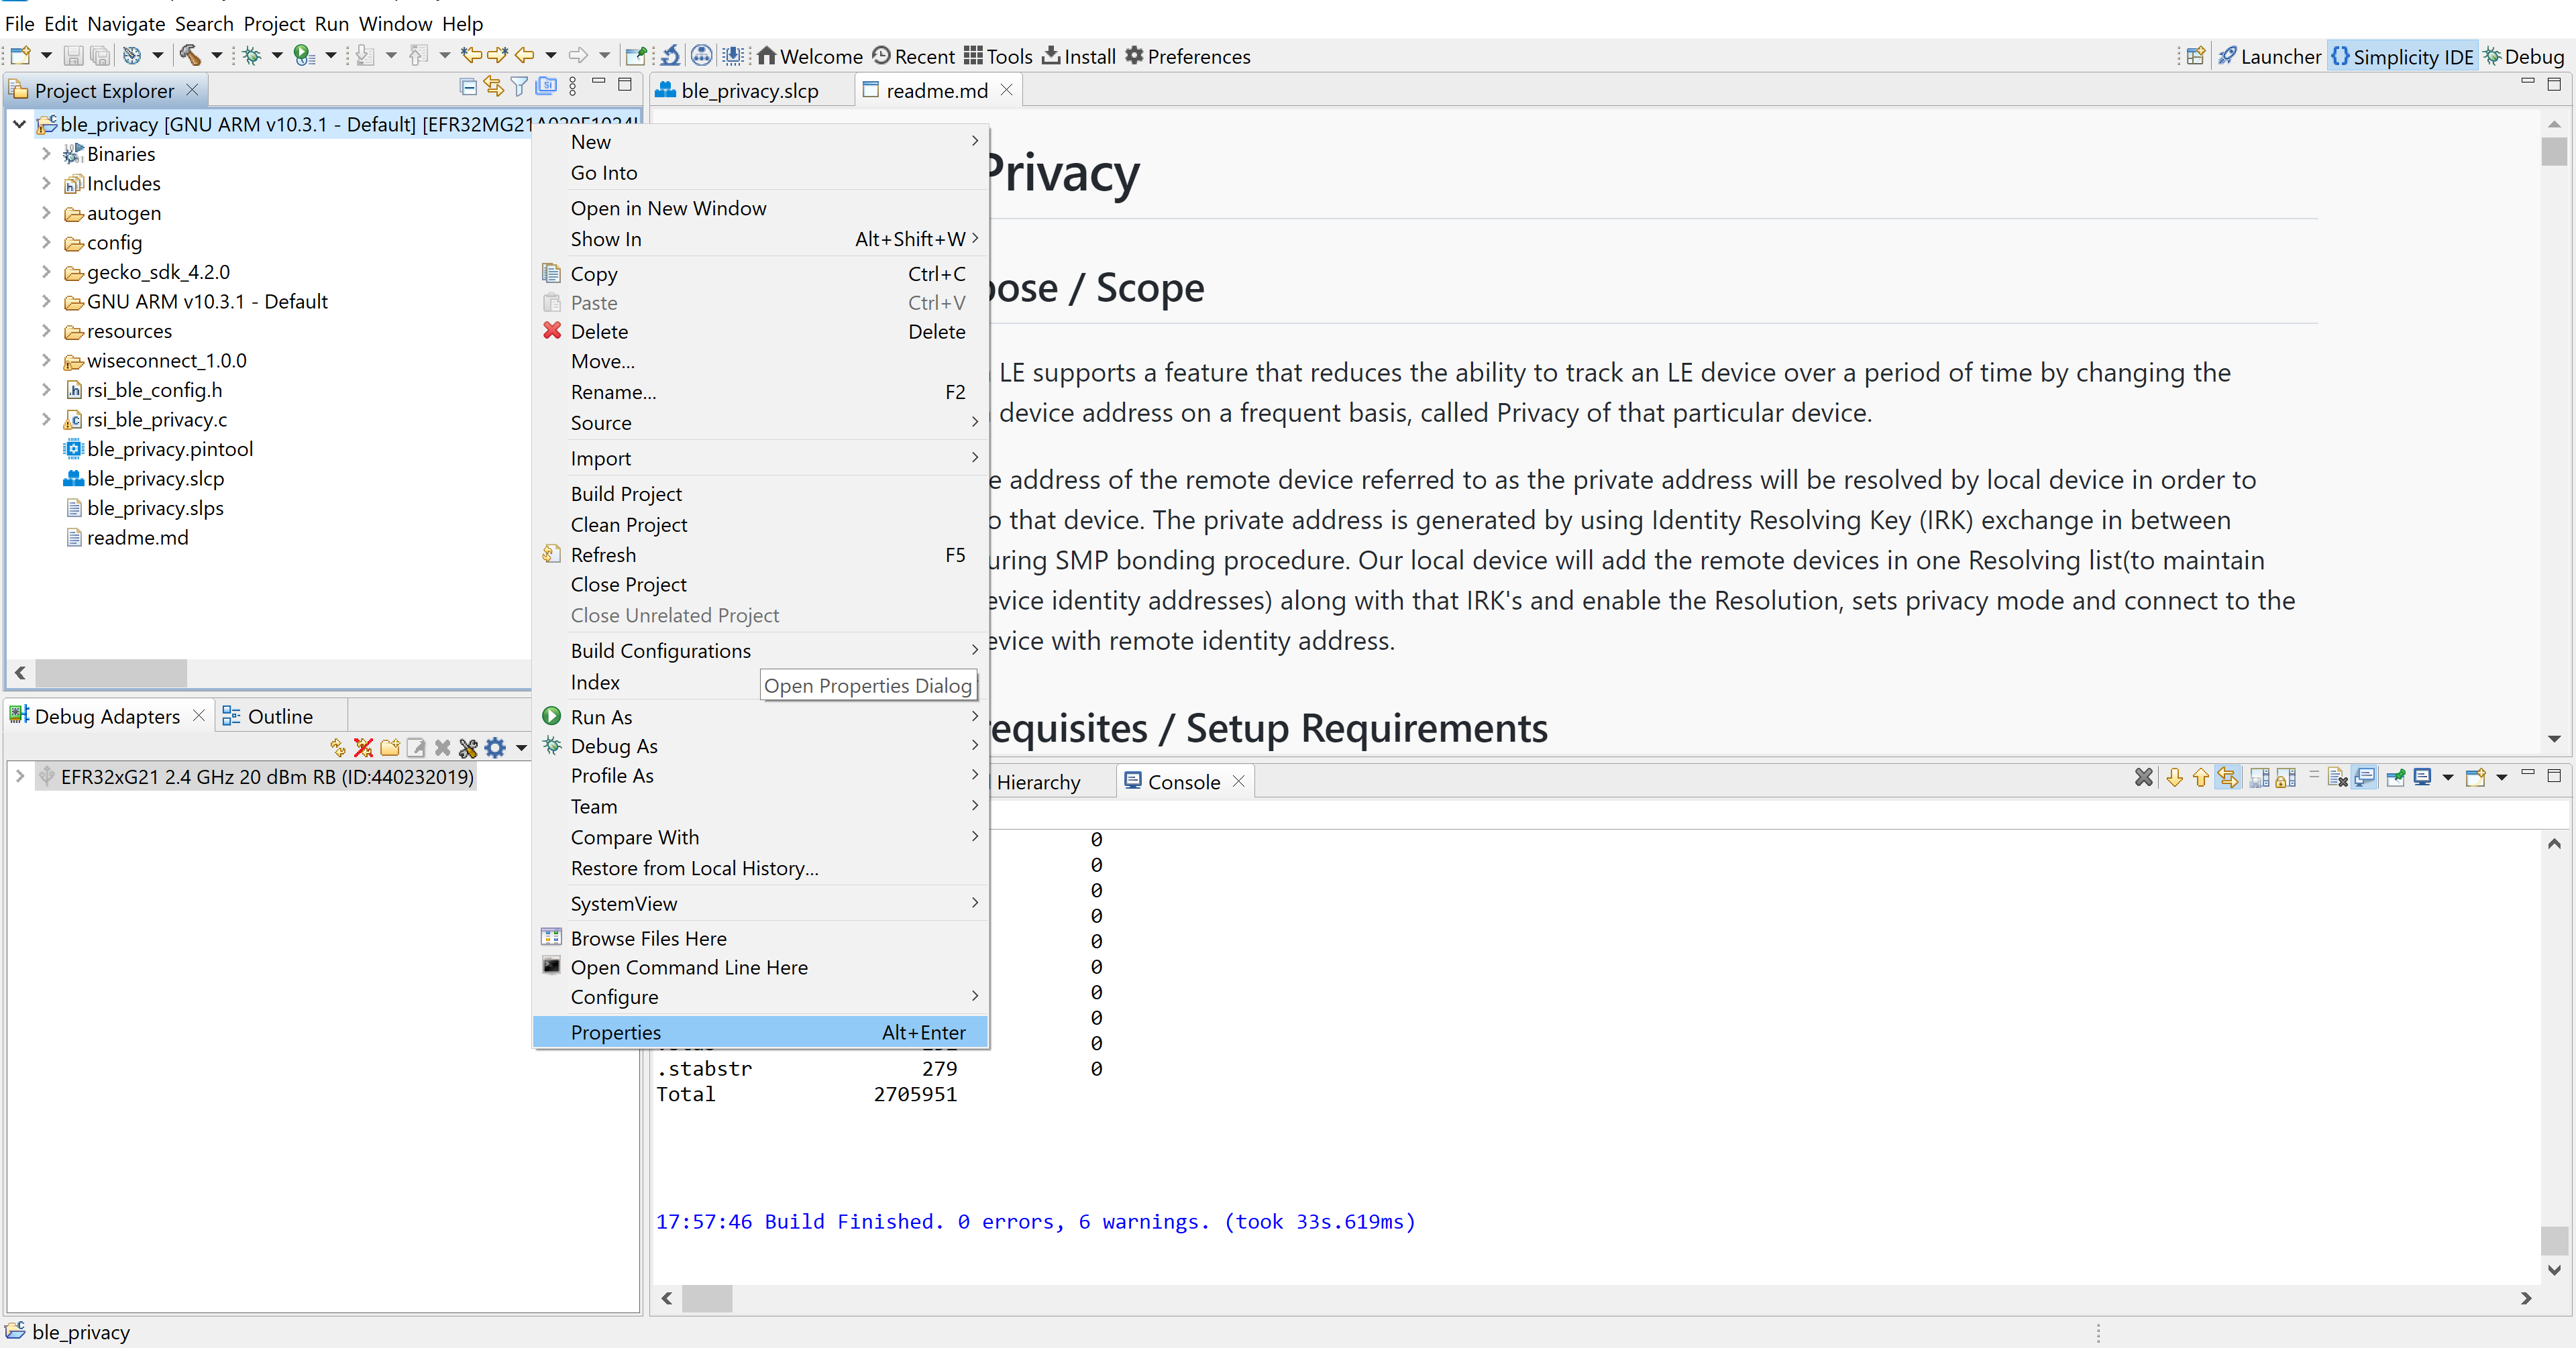 File Edit Navigate Search Project Run Window Help
Welcome Recent Tools Install Preferences
Launcher Simplicity IDE Debug
Project Explorer
ble_privacy [GNU ARM v10.3.1 - Default]
Binaries
Includes
autogen
config
gecko_sdk_4.2.0
GNU ARM v10.3.1 - Default
resources
wiseconnect_1.0.0
rsi_ble_config.h
rsi_ble_privacy.c
ble_privacy.pintool
ble_privacy.slcp
ble_privacy.slps
readme.md
Debug Adapters
Outline
EFR32xG21 2.4 GHz 20 dBm RB (ID:440232019)
New
Go Into
Open in New Window
Show In Alt+Shift+W
Copy Ctrl+C
Paste Ctrl+V
Delete Delete
Move...
Rename... F2
Source
Import
Build Project
Clean Project
Refresh F5
Close Project
Close Unrelated Project
Build Configurations
Index
Open Properties Dialog
Run As
Debug As
Profile As
Team
Compare With
Restore from Local History...
SystemView
Browse Files Here
Open Command Line Here
Configure
Properties Alt+Enter
ble_privacy.slcp
readme.md
Privacy
/ Scope
LE supports a feature that reduces the ability to track an LE device over a period of time by changing the
device address on a frequent basis, called Privacy of that particular device.
address of the remote device referred to as the private address will be resolved by local device in order to
that device. The private address is generated by using Identity Resolving Key (IRK) exchange in between
SMP bonding procedure. Our local device will add the remote devices in one Resolving list(to maintain
identity addresses) along with that IRK's and enable the Resolution, sets privacy mode and connect to the
with remote identity address.
/ Setup Requirements
Hierarchy
Console
0
0
0
0
0
0
0
0
0
.stabstr 279 0
Total 2705951
17:57:46 Build Finished. 0 errors, 6 warnings. (took 33s.619ms)
ble_privacy